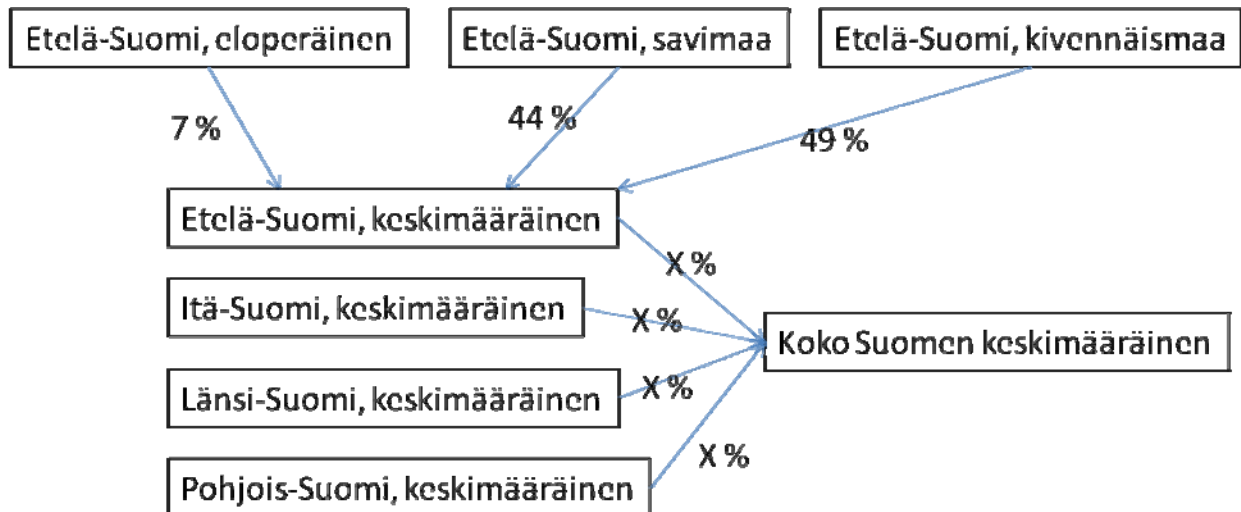 Etelä-Suomi, eloperäinen
Etelä-Suomi, savimaa
Etelä-Suomi, kivennäismaa
7 %
44 %
49 %
Etelä-Suomi, keskimääräinen
X %
Itä-Suomi, keskimääräinen
X %
Koko Suomen keskimääräinen
Länsi-Suomi, keskimääräinen
X %
X %
Pohjois-Suomi, keskimääräinen